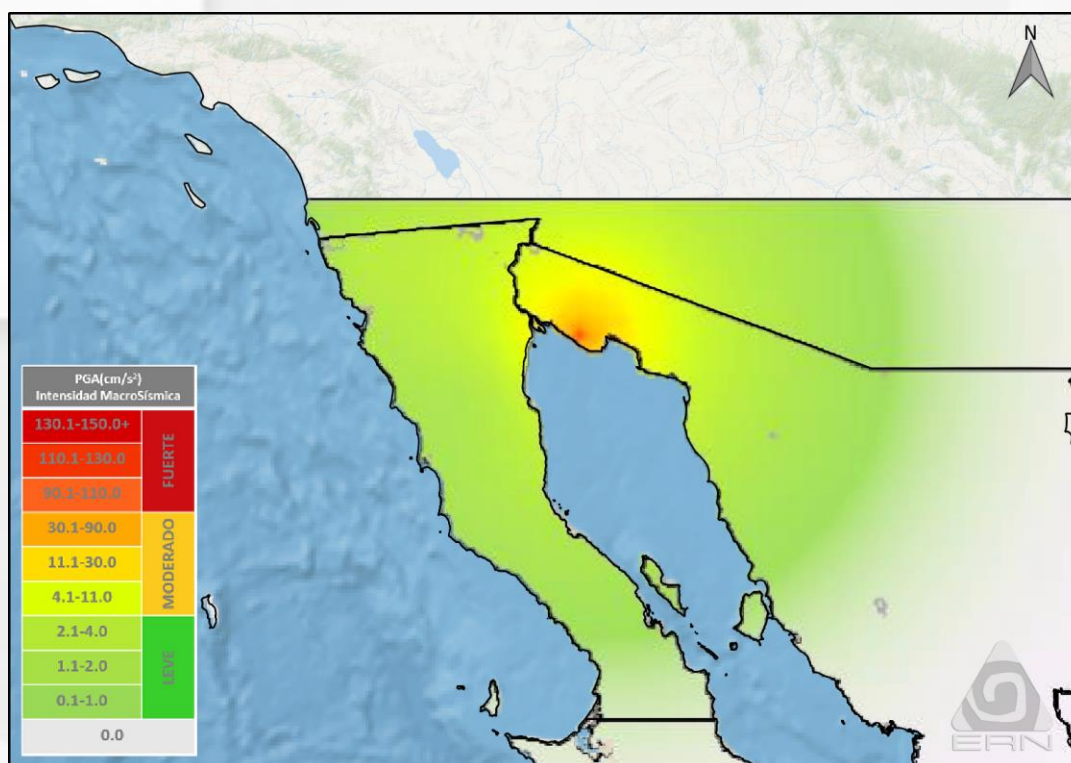 N
PGA(cm/s²)
Intensidad MacroSísmica
130.1-150.0+
110.1-130.0
90.1-110.0
FUERTE
30.1-90.0
11.1-30.0
4.1-11.0
MODERADO
2.1-4.0
1.1-2.0
0.1-1.0
LEVE
0.0
ERN